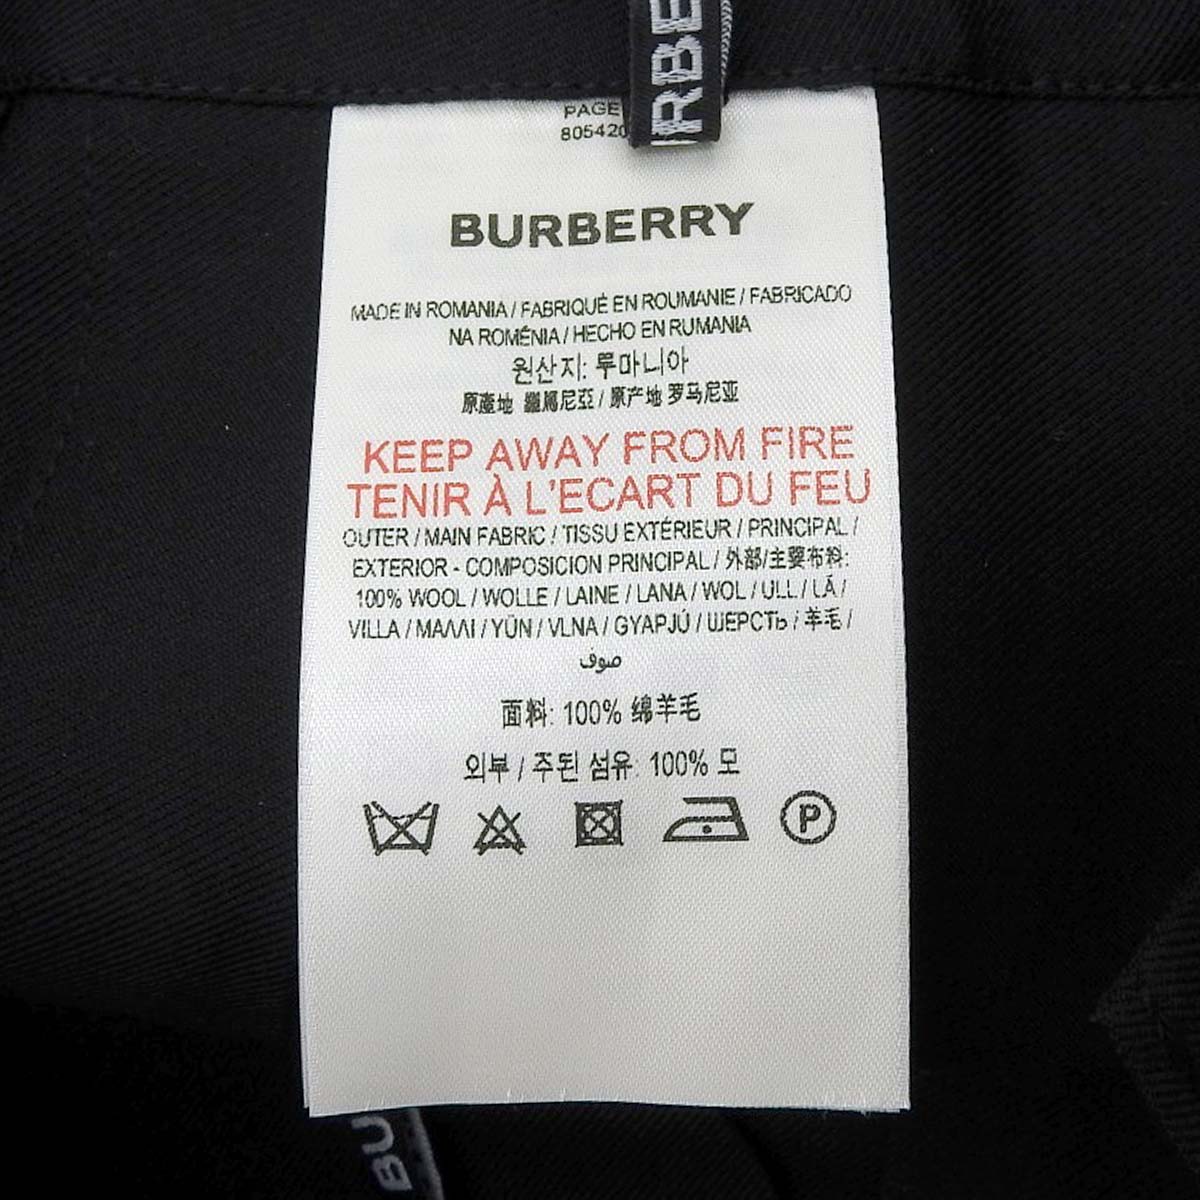 PAGE
805420
BURBERRY
MADE IN ROMANIA / FABRIQUÉ EN ROUMANIE / FABRICADO
NA ROMÉNIA / HECHO EN RUMANIA
원산지: 루마니아
原產地 羅馬尼亞 / 原产地 罗马尼亚
KEEP AWAY FROM FIRE
TENIR À L'ECART DU FEU
OUTER / MAIN FABRIC / TISSU EXTÉRIEUR / PRINCIPAL /
EXTERIOR - COMPOSICION PRINCIPAL / 外部/主要布料:
100% WOOL / WOLLE / LAINE / LANA / WOL / ULL / LÃ /
VILLA / ΜΑΛΛΙ / YÜN / VLNA / GYAPJÚ / ШЕРСТЬ / 羊毛 /
صوف
面料: 100% 绵羊毛
외부 / 주된 섬유: 100% 모
P
RBE
BU